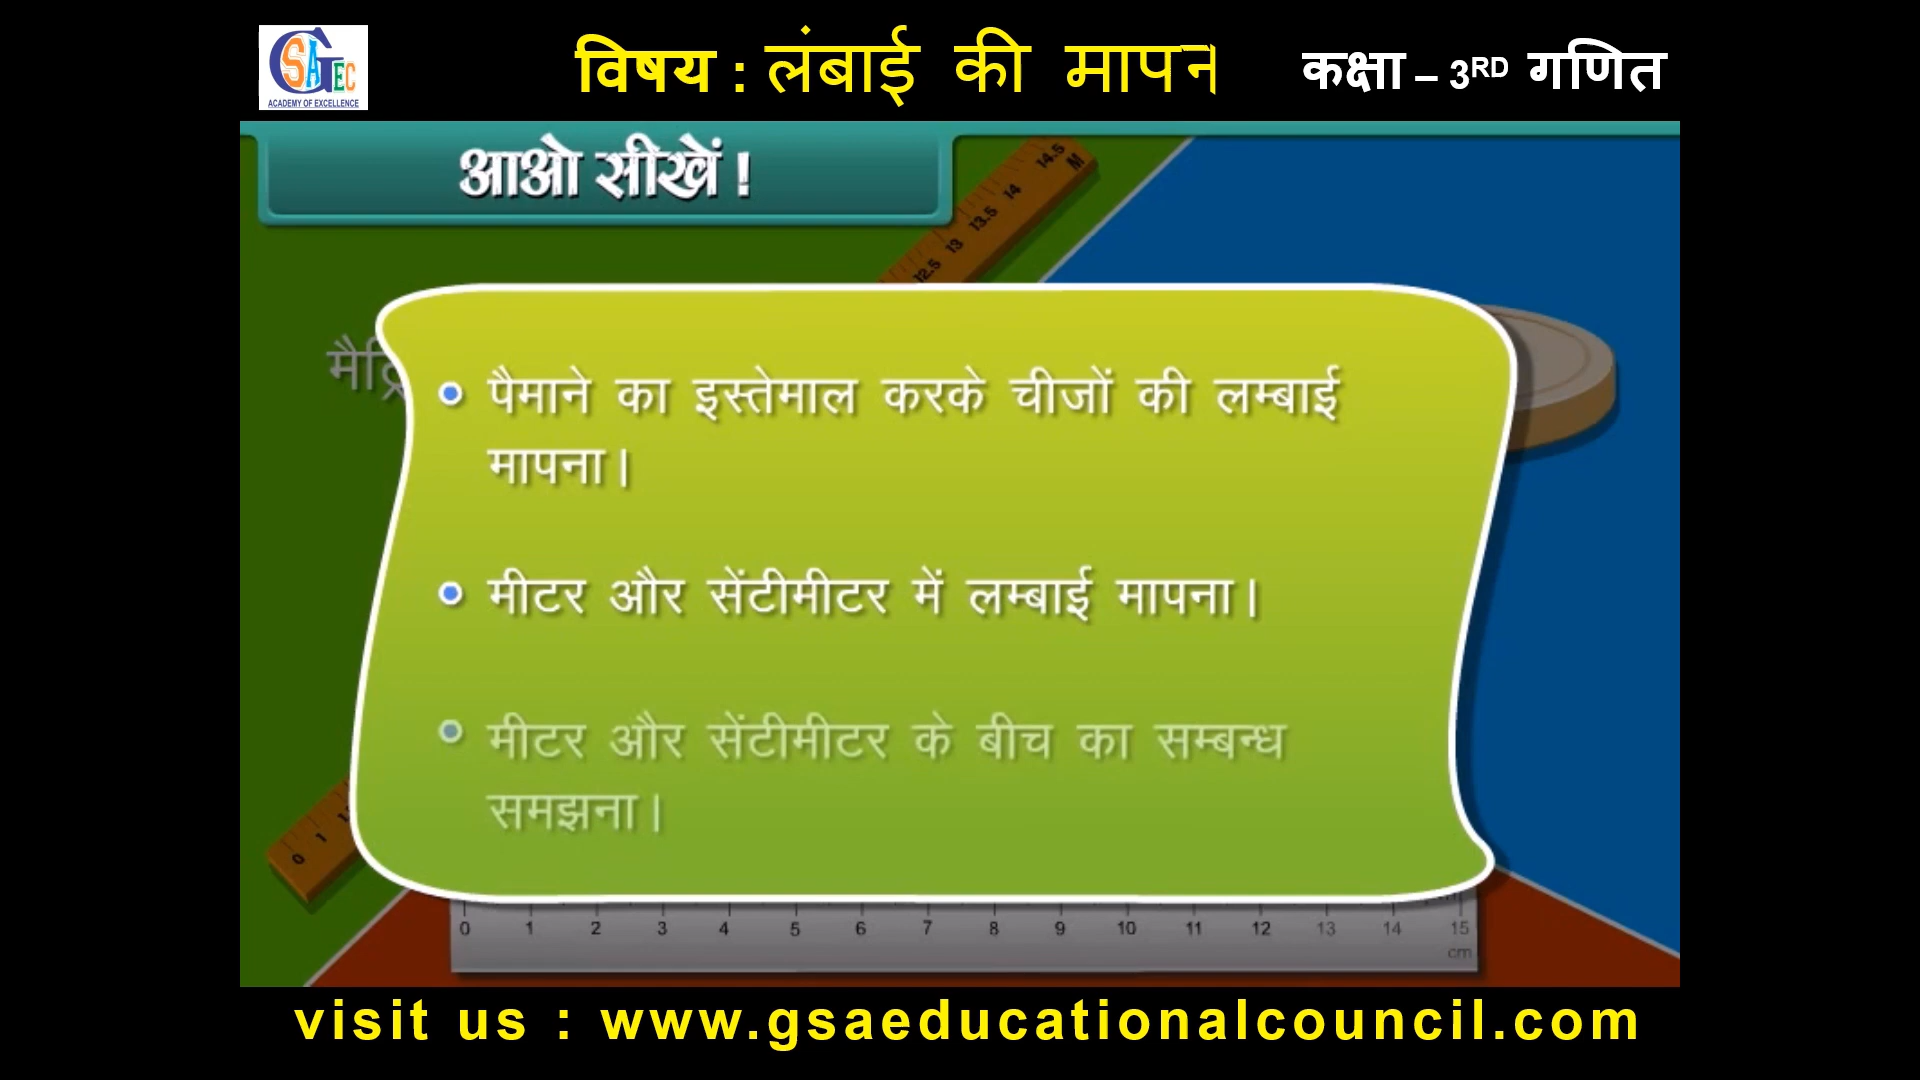 GSATEC
ACADEMY OF EXCELLENCE
विषय : लंबाई की मापन
कक्षा – 3RD गणित
आओ सीखें !
12.5 13 13.5 14 14.5
M
पैमाने का इस्तेमाल करके चीजों की लम्बाई
मापना।
मीटर और सेंटीमीटर में लम्बाई मापना।
मीटर और सेंटीमीटर के बीच का सम्बन्ध
समझना।
0 1
0 1 2 3 4 5 6 7 8 9 10 11 12 13 14 15
cm
visit us : www.gsaeducationalcouncil.com